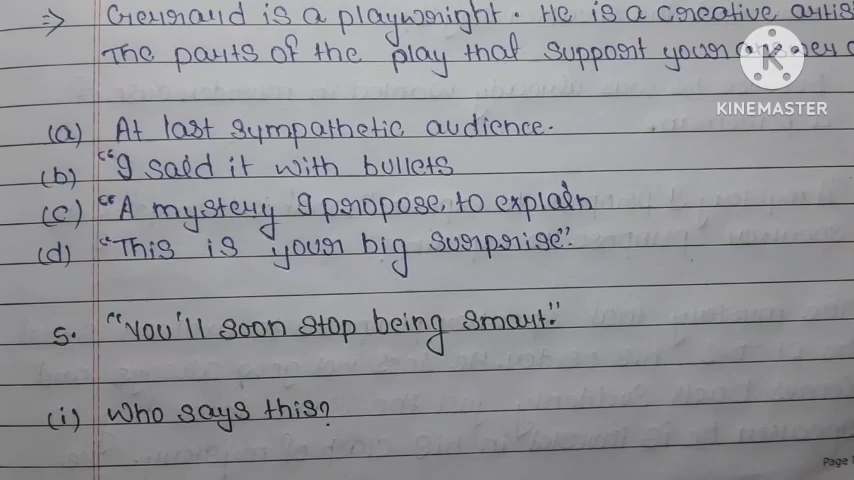 ⇒ Gerrard is a playwright. He is a creative artis
The parts of the play that support your
KINEMASTER
(a) At last sympathetic audience.
(b) "I said it with bullets
(c) "A mystery I propose to explain
(d) "This is your big surprise".
5. "You'll soon stop being smart."
(i) Who says this?
Page